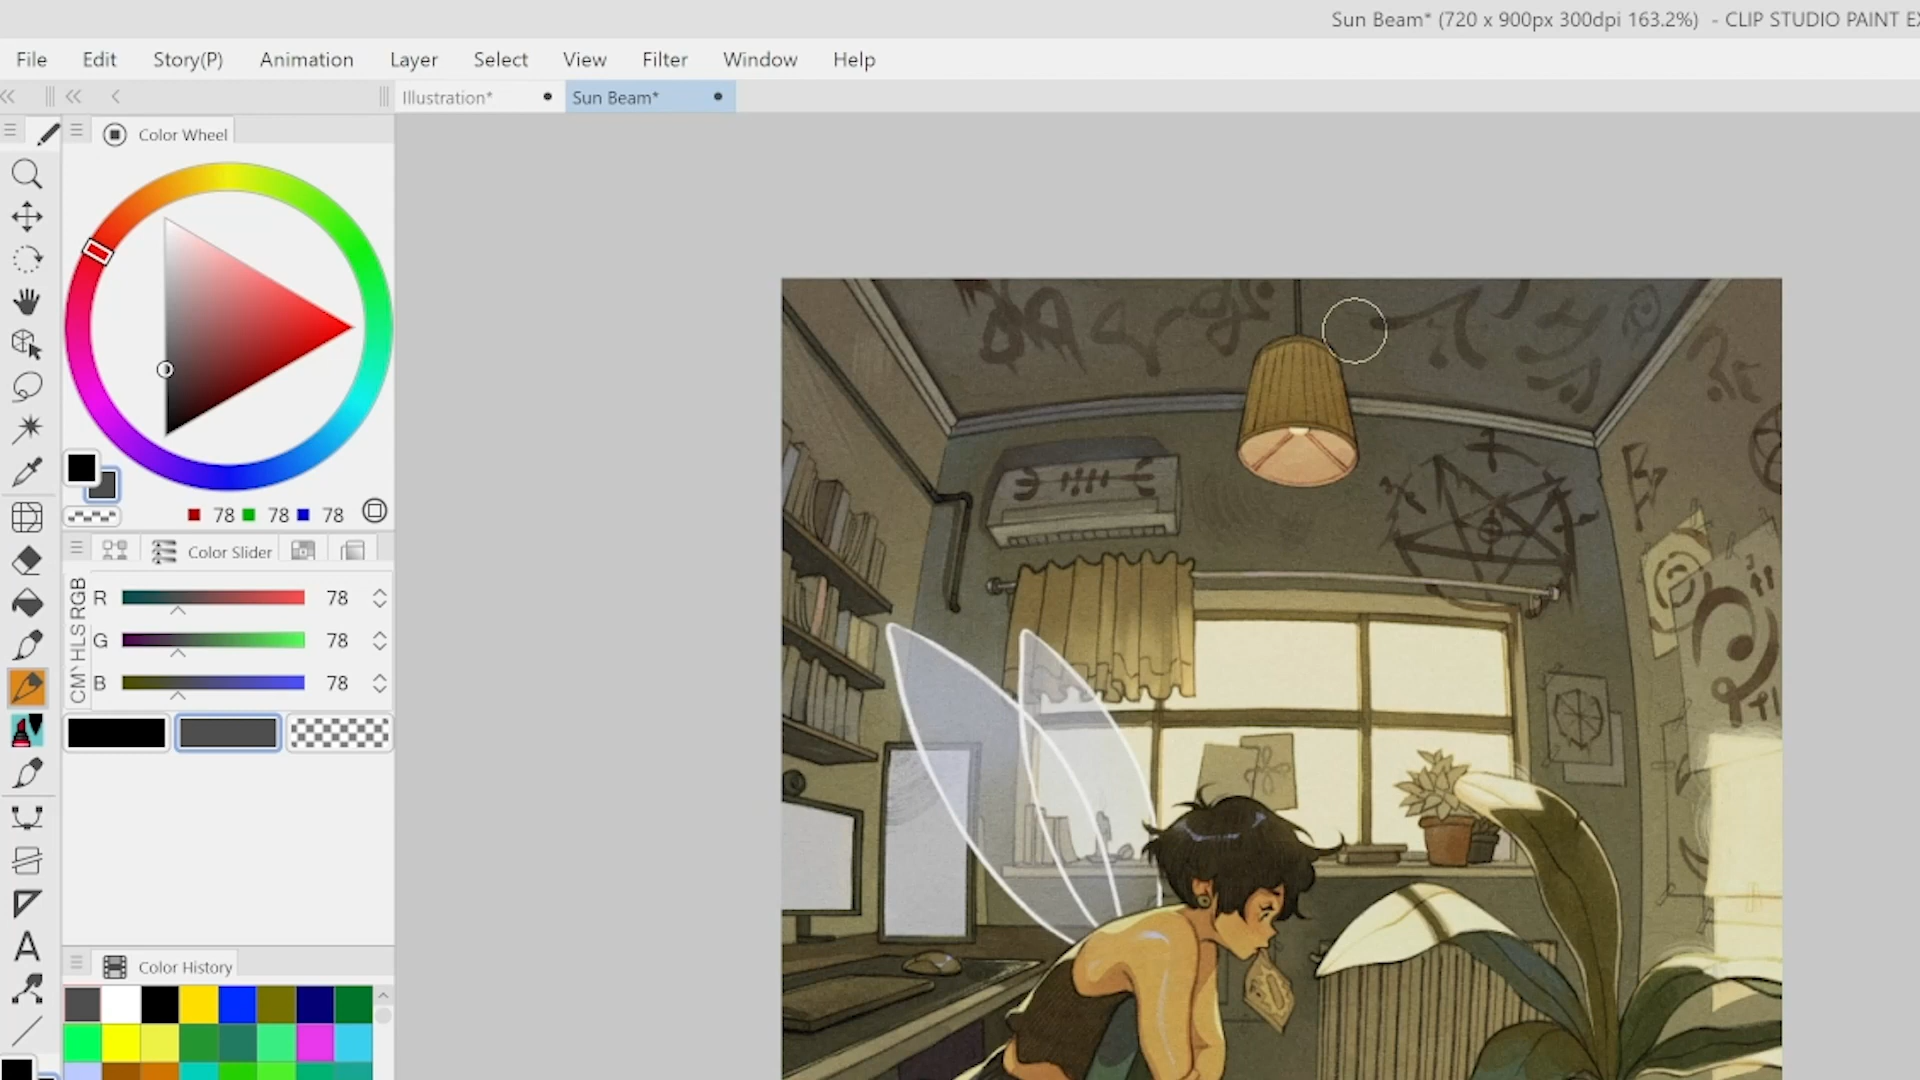 Sun Beam* (720 x 900px 300dpi 163.2%) - CLIP STUDIO PAINT EX
File Edit Story(P) Animation Layer Select View Filter Window Help
Illustration* Sun Beam*
Color Wheel
78 78 78
Color Slider
RGB
HLS
CMY
R 78
G 78
B 78
A
Color History